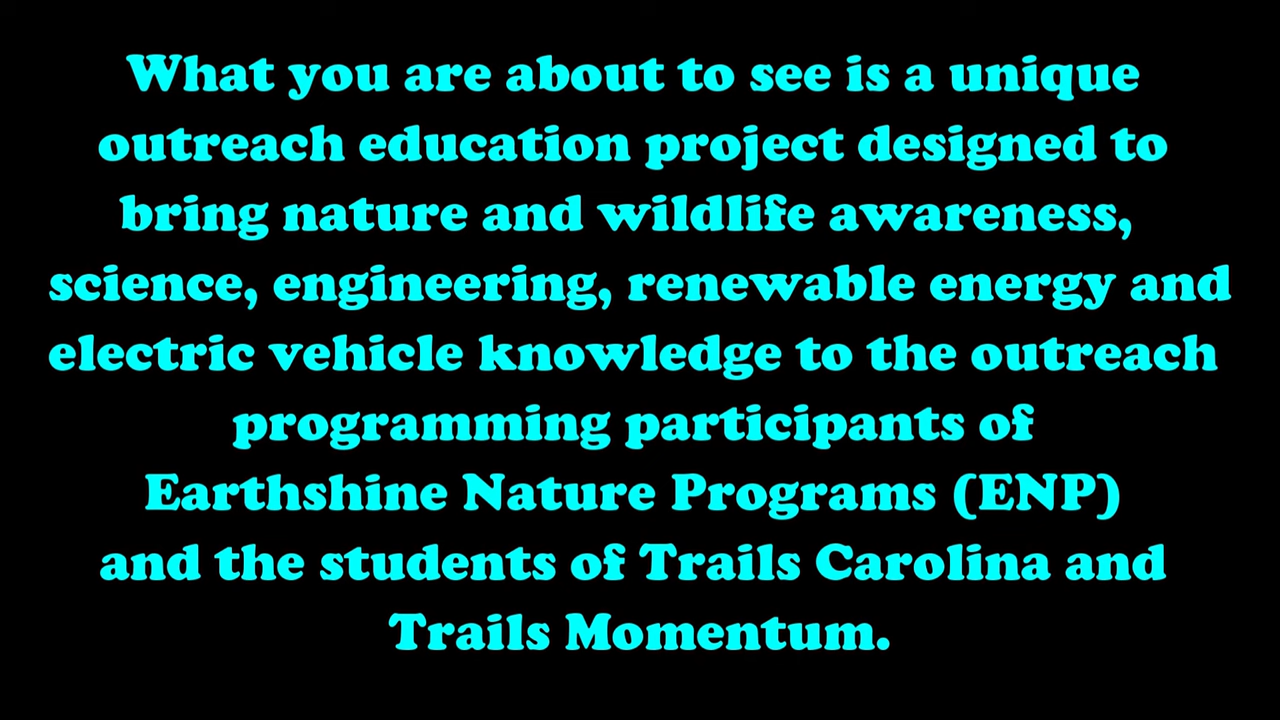 What you are about to see is a unique
outreach education project designed to
bring nature and wildlife awareness,
science, engineering, renewable energy and
electric vehicle knowledge to the outreach
programming participants of
Earthshine Nature Programs (ENP)
and the students of Trails Carolina and
Trails Momentum.